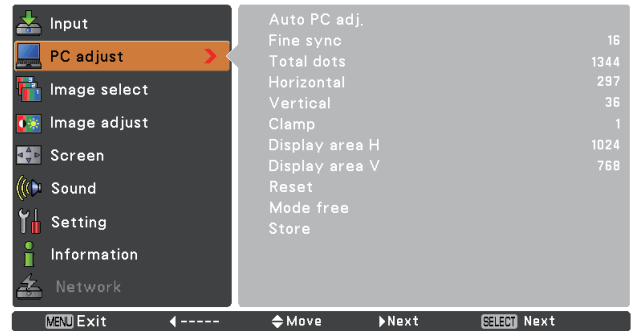 Input
PC adjust
Image select
Image adjust
Screen
Sound
Setting
Information
Network
Auto PC adj.
Fine sync 16
Total dots 1344
Horizontal 297
Vertical 36
Clamp 1
Display area H 1024
Display area V 768
Reset
Mode free
Store
MENU Exit ----- Move Next SELECT Next